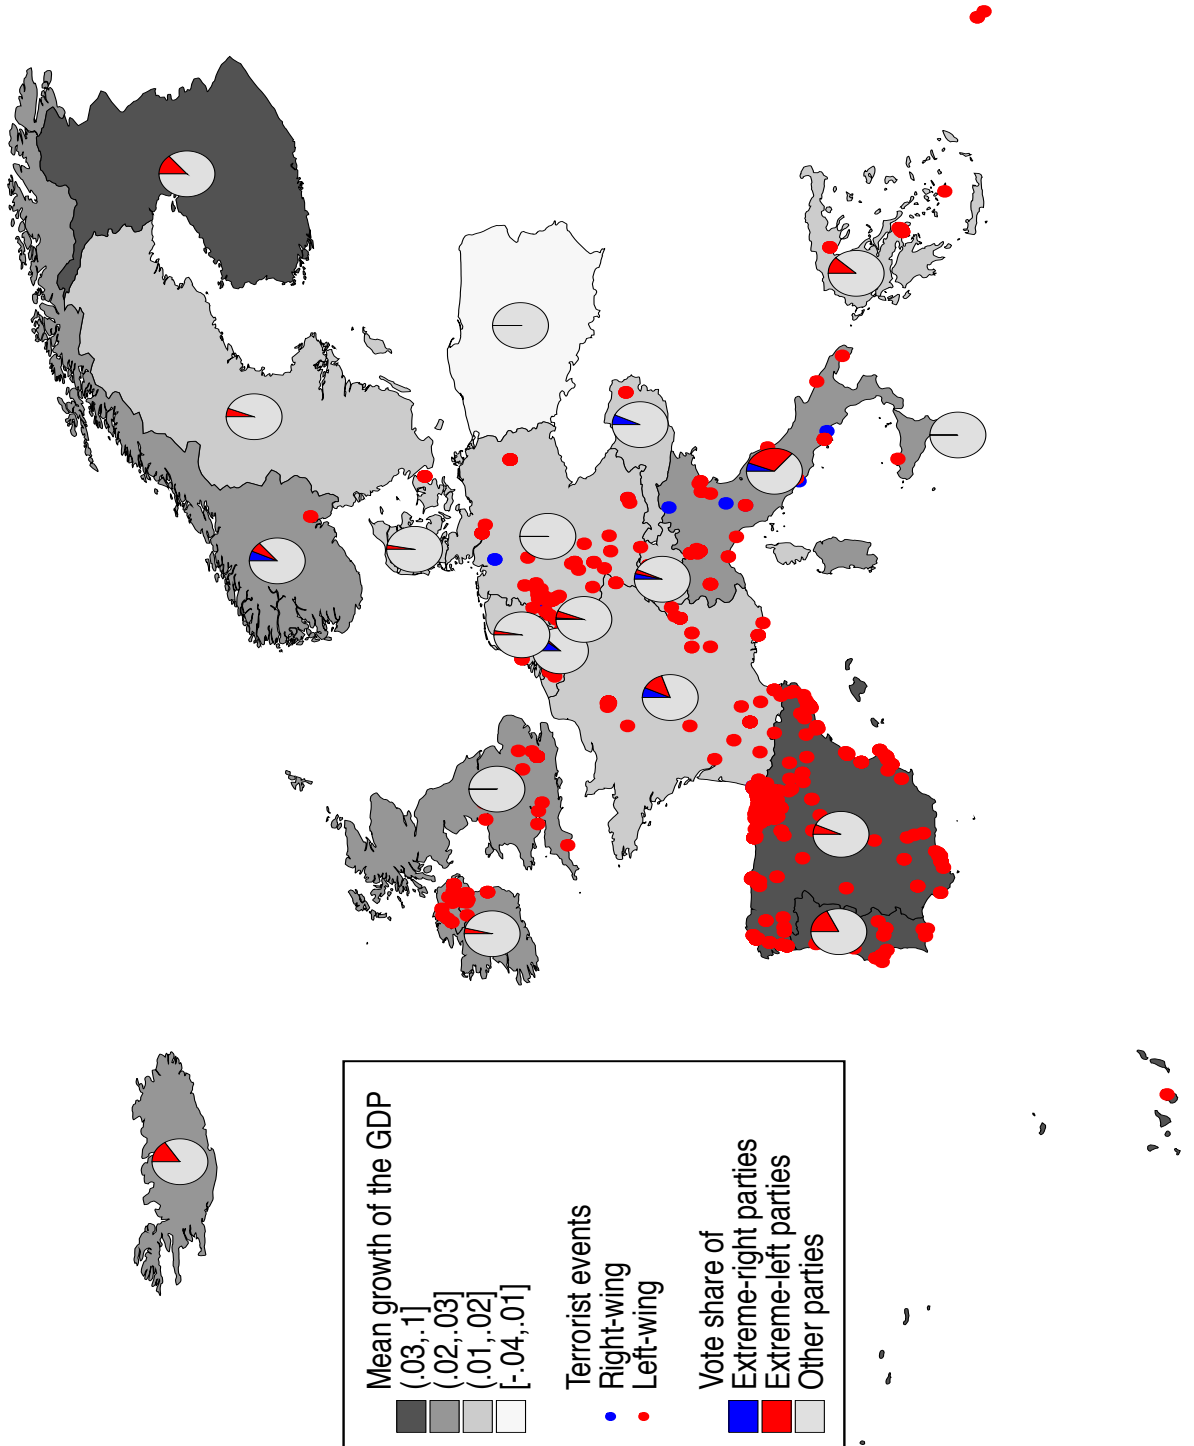 Mean growth of the GDP
(.03,.1]
(.02,.03]
(.01,.02]
[-.04,.01]
Terrorist events
Right-wing
Left-wing
Vote share of
Extreme-right parties
Extreme-left parties
Other parties